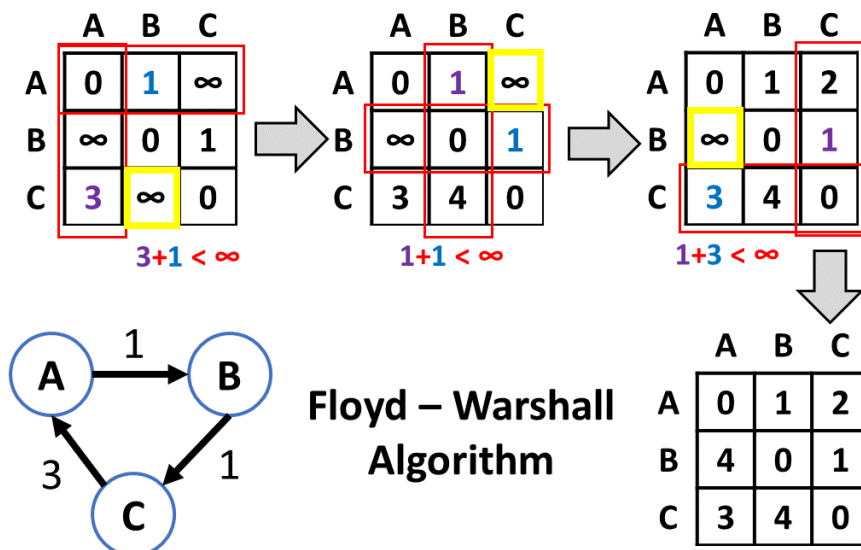 A B C
A 0 1 ∞
B ∞ 0 1
C 3 ∞ 0
3+1 < ∞
A B C
A 0 1 ∞
B ∞ 0 1
C 3 4 0
1+1 < ∞
A B C
A 0 1 2
B ∞ 0 1
C 3 4 0
1+3 < ∞
A 1 B
3 1
C
Floyd – Warshall
Algorithm
A B C
A 0 1 2
B 4 0 1
C 3 4 0